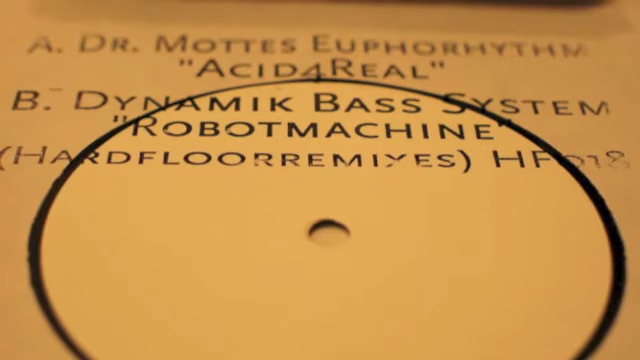 A. Dr. Mottes Euphorhythm
"Acid4Real"
B. Dynamik Bass System
"Robotmachine"
(Hardfloorremixes) HF018